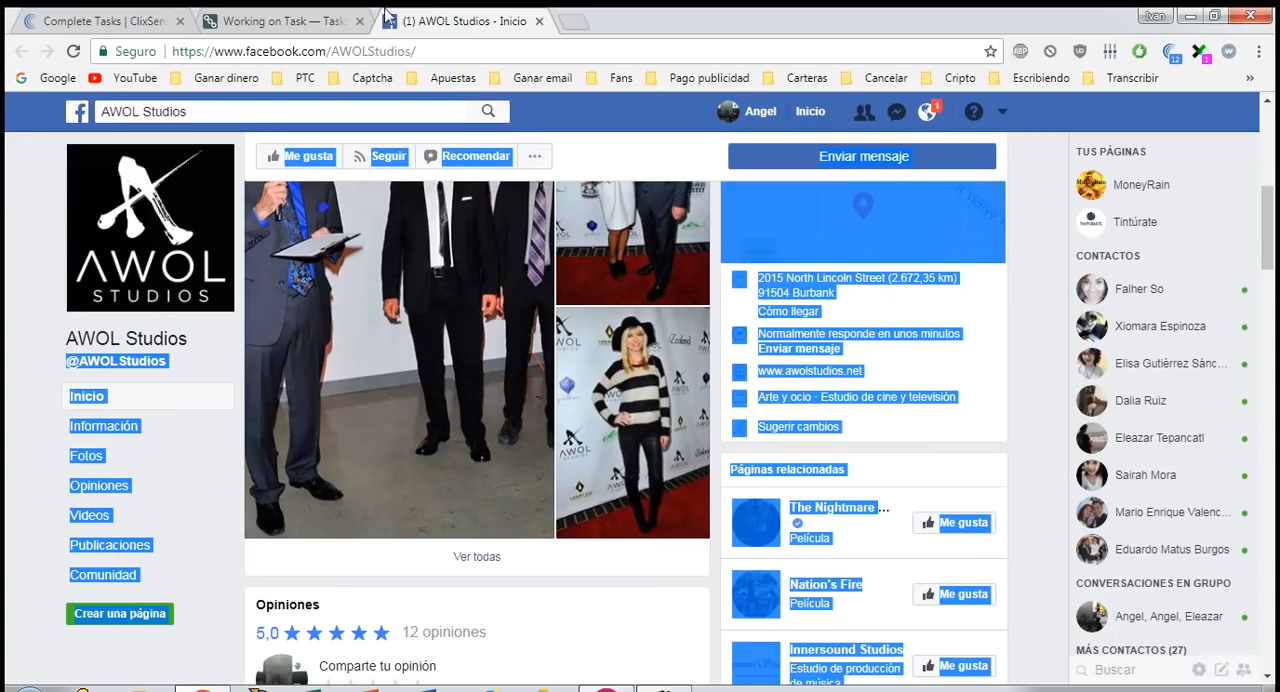 Complete Tasks | ClixSens
Working on Task — Task
(1) AWOL Studios - Inicio
Ivan
Seguro
https://www.facebook.com/AWOLStudios/
ABP
12
1
Google
YouTube
Ganar dinero
PTC
Captcha
Apuestas
Ganar email
Fans
Pago publicidad
Carteras
Cancelar
Cripto
Escribiendo
Transcribir
»
AWOL Studios
Angel
Inicio
1
AWOL
STUDIOS
AWOL Studios
@AWOLStudios
Inicio
Información
Fotos
Opiniones
Videos
Publicaciones
Comunidad
Crear una página
Me gusta
Seguir
Recomendar
...
Enviar mensaje
Ver todas
Opiniones
5,0 ★★★★★ 12 opiniones
Comparte tu opinión
2015 North Lincoln Street (2.672,35 km)
91504 Burbank
Cómo llegar
Normalmente responde en unos minutos
Enviar mensaje
www.awolstudios.net
Arte y ocio · Estudio de cine y televisión
Sugerir cambios
Páginas relacionadas
The Nightmare ...
Película
Me gusta
Nation's Fire
Película
Me gusta
Innersound Studios
Estudio de producción
de música
Me gusta
TUS PÁGINAS
MoneyRain
Tintúrate
CONTACTOS
Falher So
Xiomara Espinoza
Elisa Gutiérrez Sánc...
Dalia Ruiz
Eleazar Tepancatl
Sairah Mora
Mario Enrique Valenc...
Eduardo Matus Burgos
CONVERSACIONES EN GRUPO
Angel, Angel, Eleazar
MÁS CONTACTOS (27)
Buscar